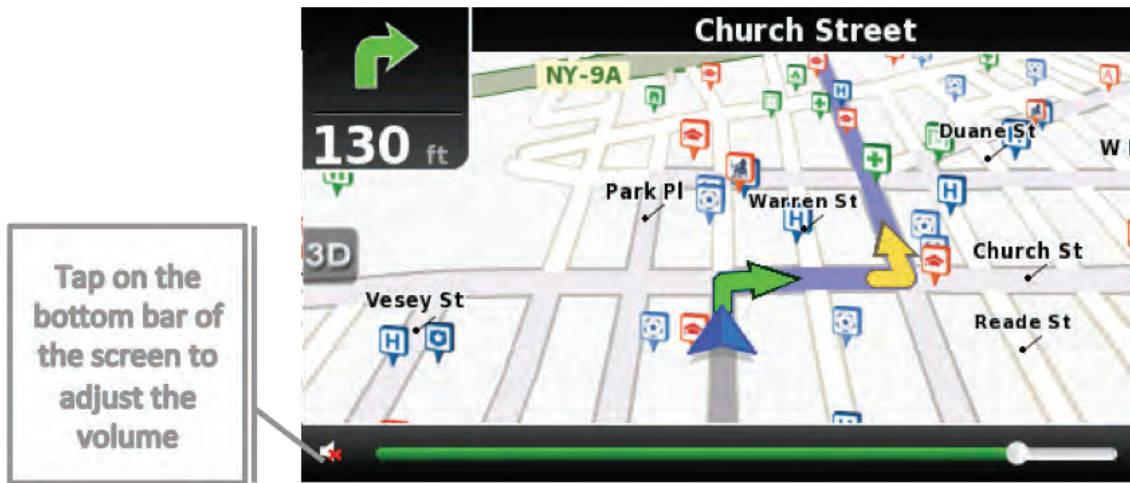 Church Street
NY-9A
130 ft
Duane St
W
Park Pl
Warren St
3D
Church St
Vesey St
Reade St
Tap on the
bottom bar of
the screen to
adjust the
volume
H
H
H
H